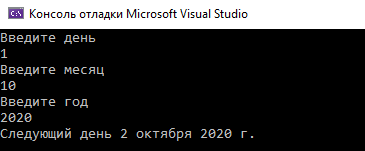 Консоль отладки Microsoft Visual Studio
Введите день
1
Введите месяц
10
Введите год
2020
Следующий день 2 октября 2020 г.